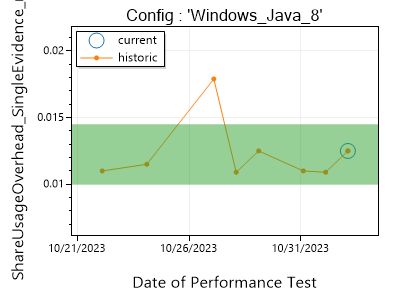 Config : 'Windows_Java_8'
ShareUsageOverhead_SingleEvidence_
current
historic
0.02
0.015
0.01
10/21/2023
10/26/2023
10/31/2023
Date of Performance Test